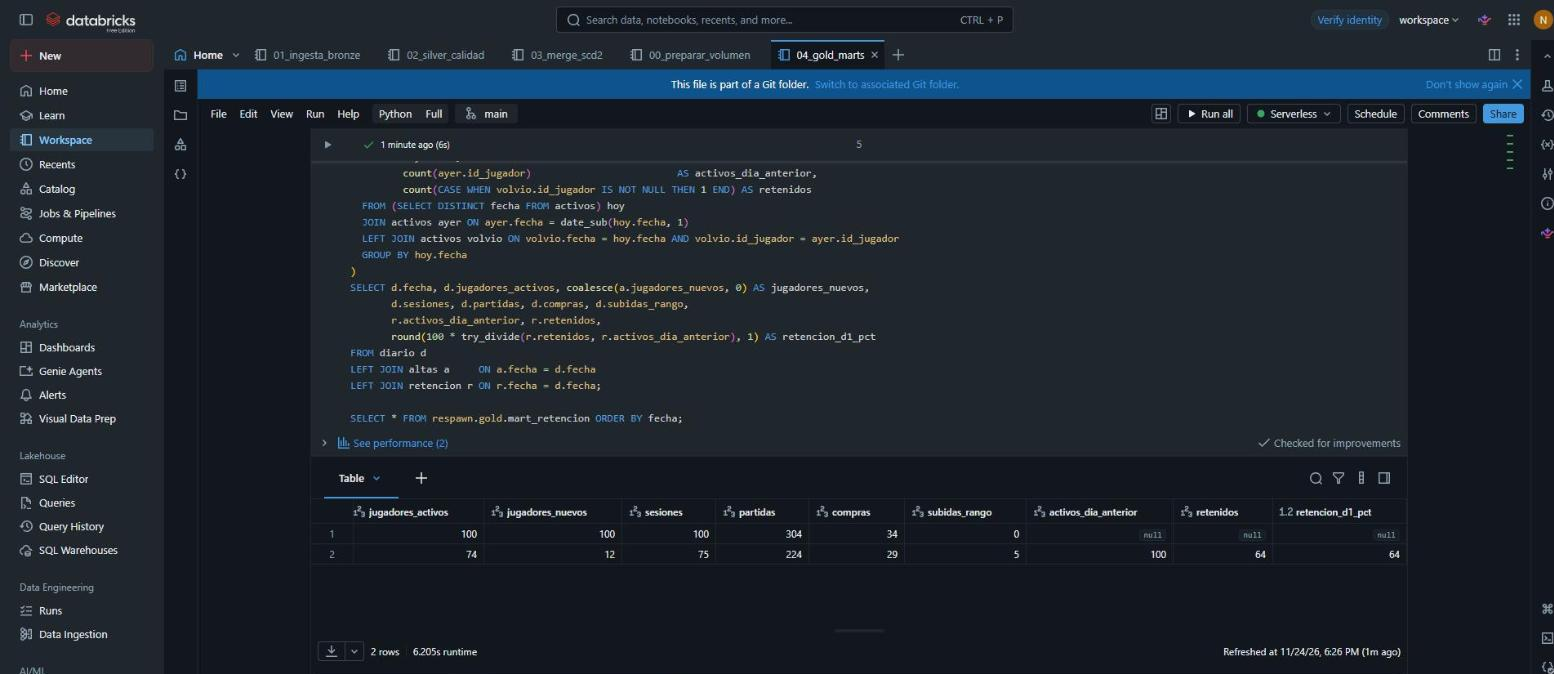 databricks
Free Edition
Search data, notebooks, recents, and more...
CTRL + P
Verify identity
workspace
N
New
Home
Learn
Workspace
Recents
Catalog
Jobs & Pipelines
Compute
Discover
Marketplace
Analytics
Dashboards
Genie Agents
Alerts
Visual Data Prep
Lakehouse
SQL Editor
Queries
Query History
SQL Warehouses
Data Engineering
Runs
Data Ingestion
AI/ML
Home 01_ingesta_bronze 02_silver_calidad 03_merge_scd2 00_preparar_volumen 04_gold_marts
This file is part of a Git folder. Switch to associated Git folder. Don't show again
File Edit View Run Help Python Full main Run all Serverless Schedule Comments Share
1 minute ago (6s) 5
count(ayer.id_jugador) AS activos_dia_anterior,
count(CASE WHEN volvio.id_jugador IS NOT NULL THEN 1 END) AS retenidos
FROM (SELECT DISTINCT fecha FROM activos) hoy
JOIN activos ayer ON ayer.fecha = date_sub(hoy.fecha, 1)
LEFT JOIN activos volvio ON volvio.fecha = hoy.fecha AND volvio.id_jugador = ayer.id_jugador
GROUP BY hoy.fecha
)
SELECT d.fecha, d.jugadores_activos, coalesce(a.jugadores_nuevos, 0) AS jugadores_nuevos,
d.sesiones, d.partidas, d.compras, d.subidas_rango,
r.activos_dia_anterior, r.retenidos,
round(100 * try_divide(r.retenidos, r.activos_dia_anterior), 1) AS retencion_d1_pct
FROM diario d
LEFT JOIN altas a ON a.fecha = d.fecha
LEFT JOIN retencion r ON r.fecha = d.fecha;
SELECT * FROM respawn.gold.mart_retencion ORDER BY fecha;
See performance (2) Checked for improvements
Table
jugadores_activos jugadores_nuevos sesiones partidas compras subidas_rango activos_dia_anterior retenidos 1.2 retencion_d1_pct
1 100 100 100 304 34 0 null null null
2 74 12 75 224 29 5 100 64 64
2 rows 6.205s runtime Refreshed at 11/24/26, 6:26 PM (1m ago)